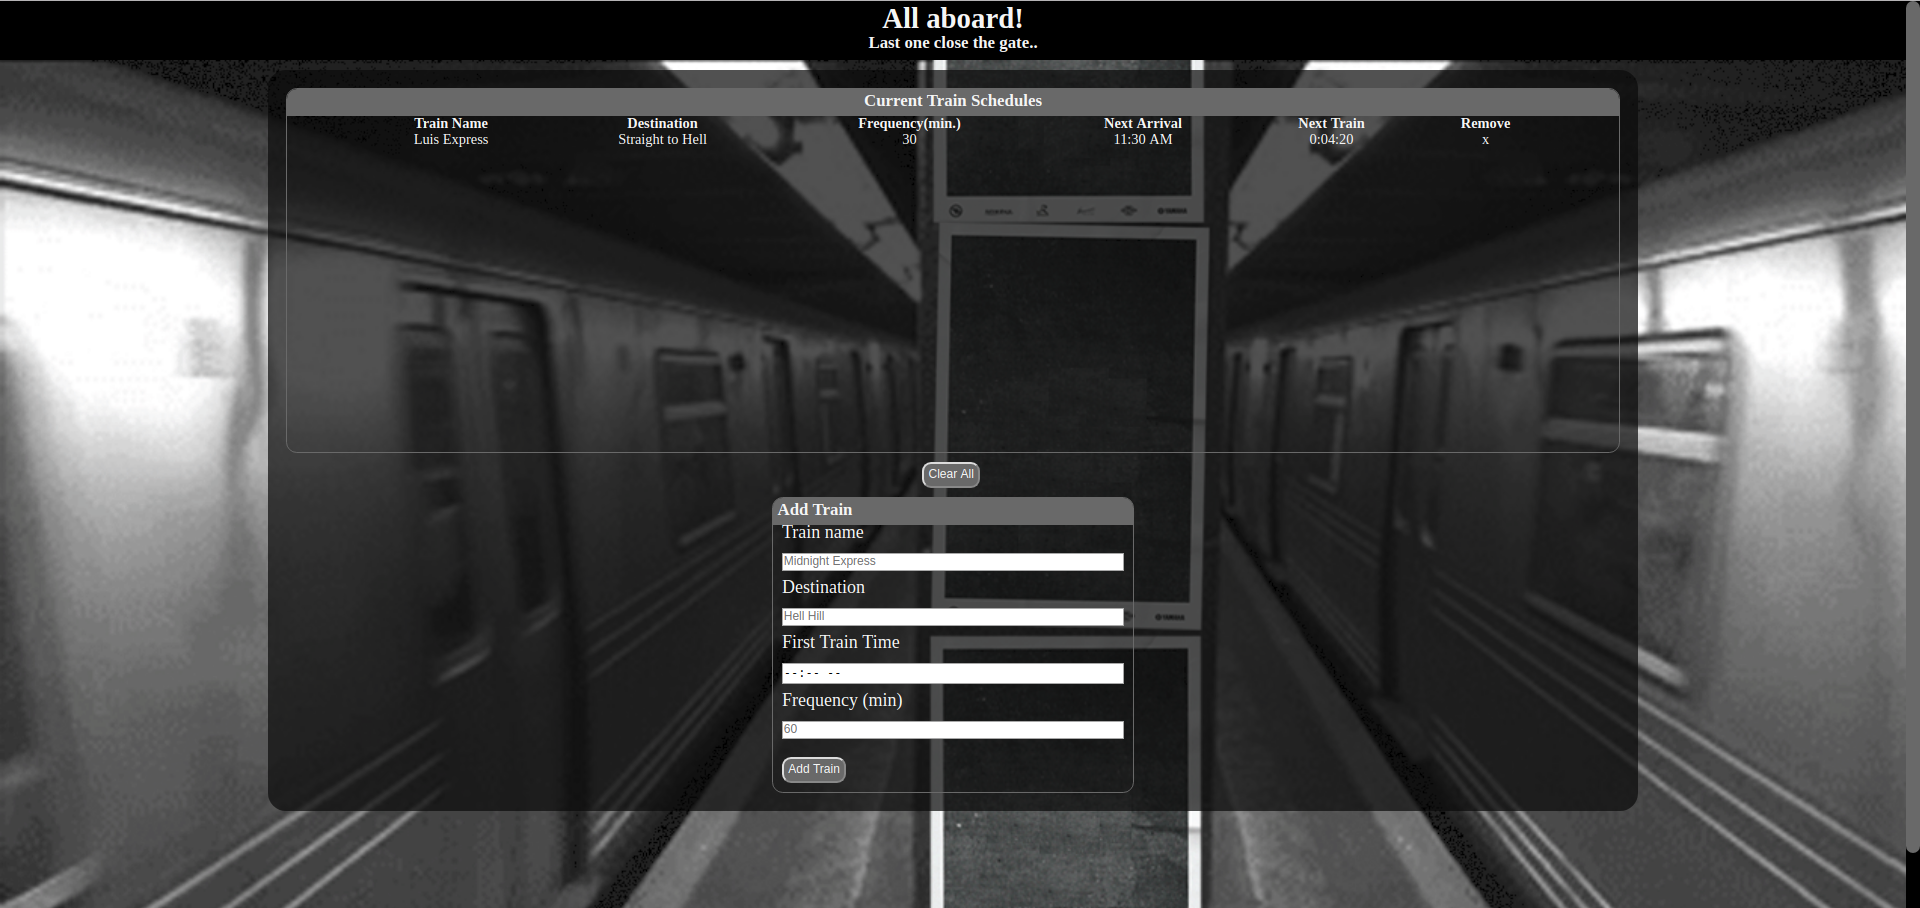 All aboard!
Last one close the gate..
Current Train Schedules
Train Name Destination Frequency(min.) Next Arrival Next Train Remove
Luis Express Straight to Hell 30 11:30 AM 0:04:20 x
Clear All
Add Train
Train name
Midnight Express
Destination
Hell Hill
First Train Time
--:-- --
Frequency (min)
60
Add Train